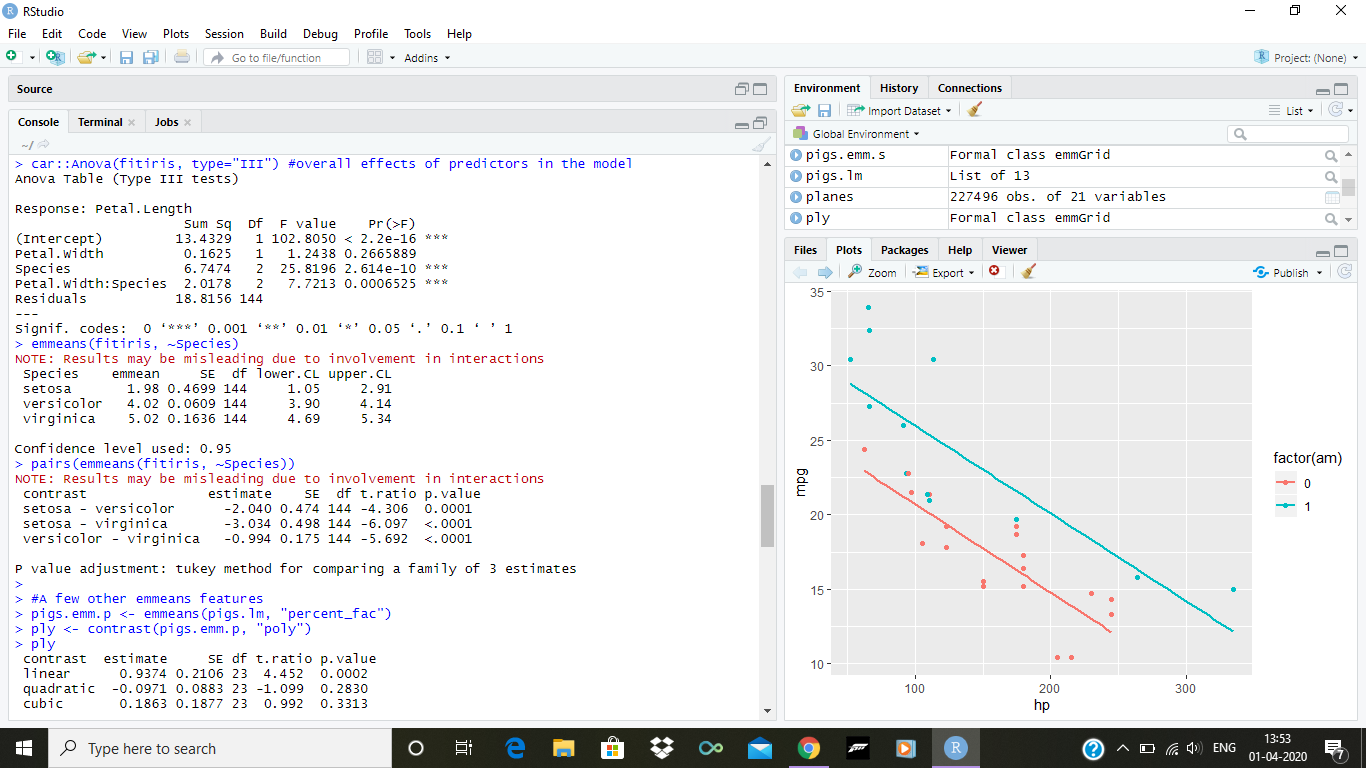 RStudio
File Edit Code View Plots Session Build Debug Profile Tools Help
Go to file/function Addins Project: (None)
Source
Console Terminal Jobs
~/
> car::Anova(fitiris, type="III") #overall effects of predictors in the model
Anova Table (Type III tests)
Response: Petal.Length
Sum Sq Df F value Pr(>F)
(Intercept) 13.4329 1 102.8050 < 2.2e-16 ***
Petal.Width 0.1625 1 1.2438 0.2665889
Species 6.7474 2 25.8196 2.614e-10 ***
Petal.Width:Species 2.0178 2 7.7213 0.0006525 ***
Residuals 18.8156 144
---
Signif. codes: 0 ‘***’ 0.001 ‘**’ 0.01 ‘*’ 0.05 ‘.’ 0.1 ‘ ’ 1
> emmeans(fitiris, ~Species)
NOTE: Results may be misleading due to involvement in interactions
Species emmean SE df lower.CL upper.CL
setosa 1.98 0.4699 144 1.05 2.91
versicolor 4.02 0.0609 144 3.90 4.14
virginica 5.02 0.1636 144 4.69 5.34
Confidence level used: 0.95
> pairs(emmeans(fitiris, ~Species))
NOTE: Results may be misleading due to involvement in interactions
contrast estimate SE df t.ratio p.value
setosa - versicolor -2.040 0.474 144 -4.306 0.0001
setosa - virginica -3.034 0.498 144 -6.097 <.0001
versicolor - virginica -0.994 0.175 144 -5.692 <.0001
P value adjustment: tukey method for comparing a family of 3 estimates
>
> #A few other emmeans features
> pigs.emm.p <- emmeans(pigs.lm, "percent_fac")
> ply <- contrast(pigs.emm.p, "poly")
> ply
contrast estimate SE df t.ratio p.value
linear 0.9374 0.2106 23 4.452 0.0002
quadratic -0.0971 0.0883 23 -1.099 0.2830
cubic 0.1863 0.1877 23 0.992 0.3313
Environment History Connections
Import Dataset List
Global Environment
pigs.emm.s Formal class emmGrid
pigs.lm List of 13
planes 227496 obs. of 21 variables
ply Formal class emmGrid
Files Plots Packages Help Viewer
Zoom Export Publish
35
30
25
20
15
10
mpg
100 200 300
hp
factor(am)
0
1
Type here to search
ENG
13:53
01-04-2020
7